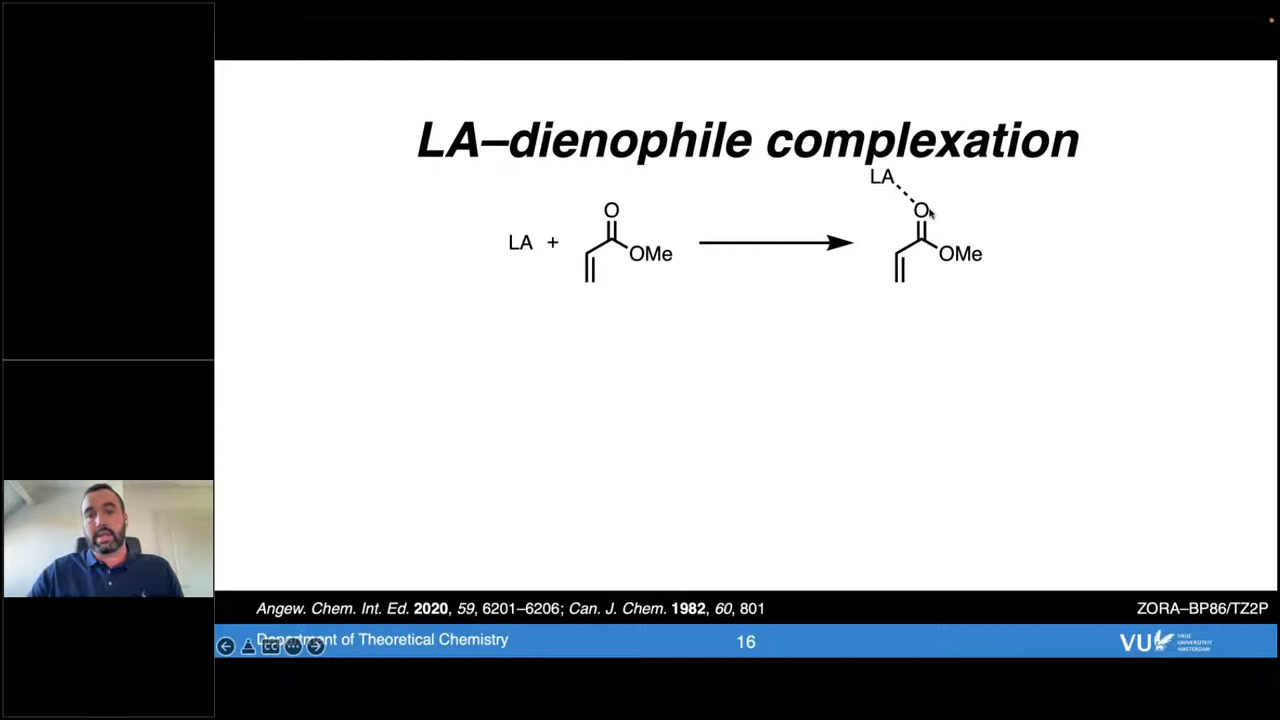 LA–dienophile complexation
LA
O
O
LA +
OMe
OMe
Angew. Chem. Int. Ed. 2020, 59, 6201–6206; Can. J. Chem. 1982, 60, 801
ZORA–BP86/TZ2P
Department of Theoretical Chemistry
CC
16
VU
VRIJE
UNIVERSITEIT
AMSTERDAM